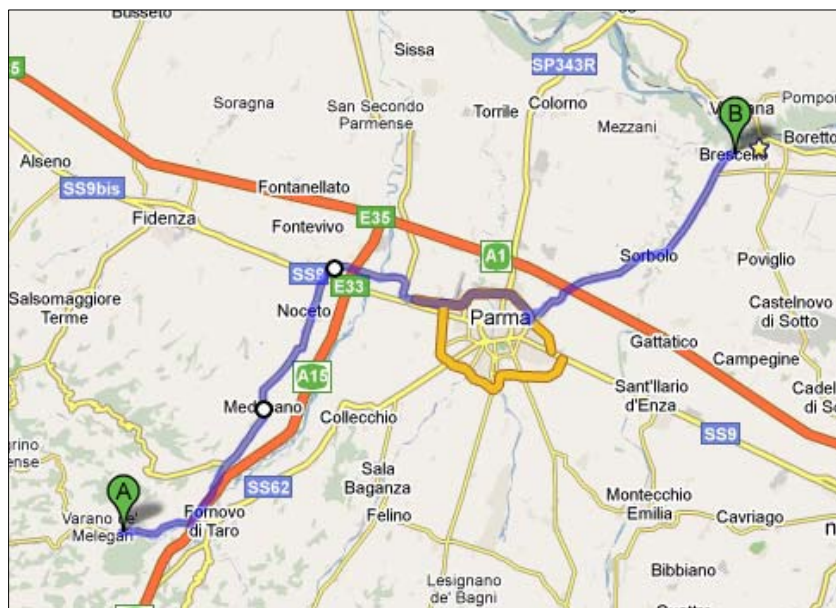 Busseto
Sissa
SP343R
Soragna
San Secondo
Parmense
Torrile
Colorno
Mezzani
B
Boretto
Brescello
Alseno
SS9bis
Fontanellato
Fidenza
Fontevivo
E35
A1
Sorbolo
Poviglio
E33
Salsomaggiore
Terme
Noceto
Parma
Castelnovo
di Sotto
Gattatico
Campegine
A15
Sant'Ilario
d'Enza
Collecchio
SS9
SS62
Sala
Baganza
A
Varano de'
Melegari
Fornovo
di Taro
Felino
Montecchio
Emilia
Cavriago
Bibbiano
Lesignano
de' Bagni